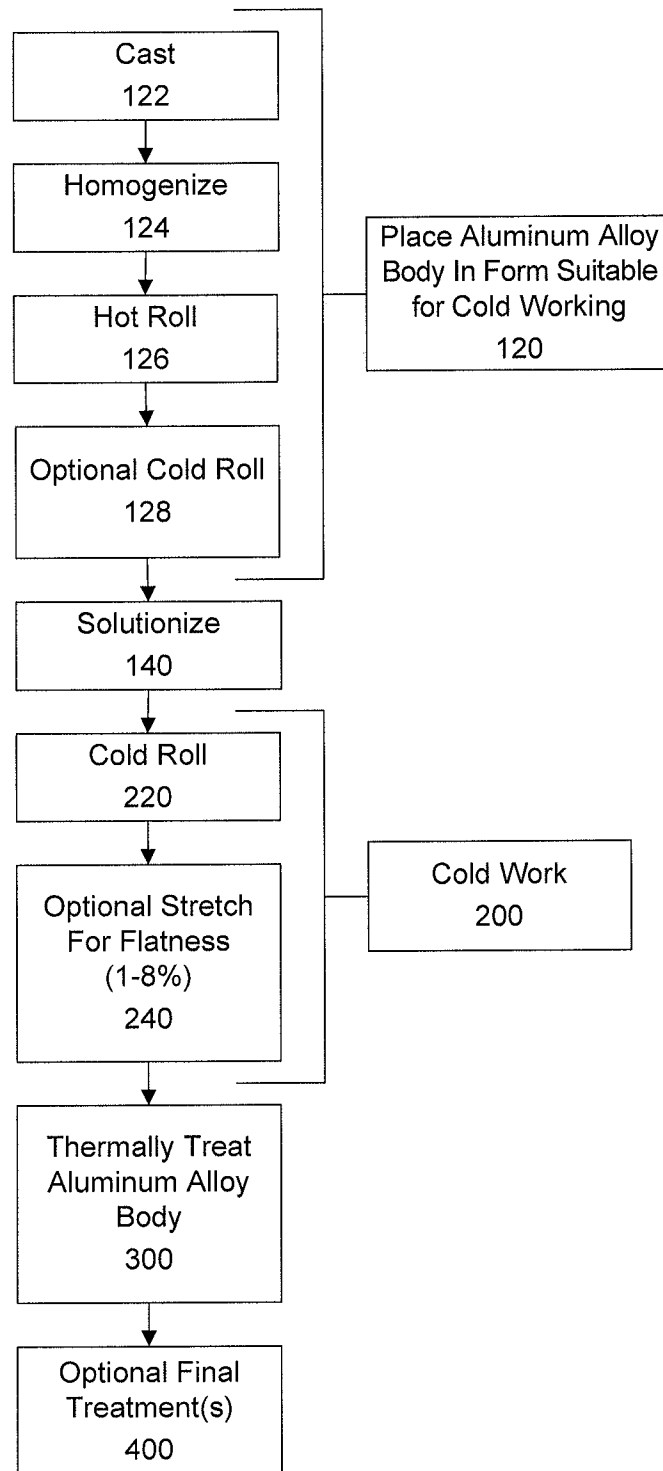 Cast
122
Homogenize
124
Hot Roll
126
Optional Cold Roll
128
Place Aluminum Alloy
Body In Form Suitable
for Cold Working
120
Solutionize
140
Cold Roll
220
Optional Stretch
For Flatness
(1-8%)
240
Cold Work
200
Thermally Treat
Aluminum Alloy
Body
300
Optional Final
Treatment(s)
400